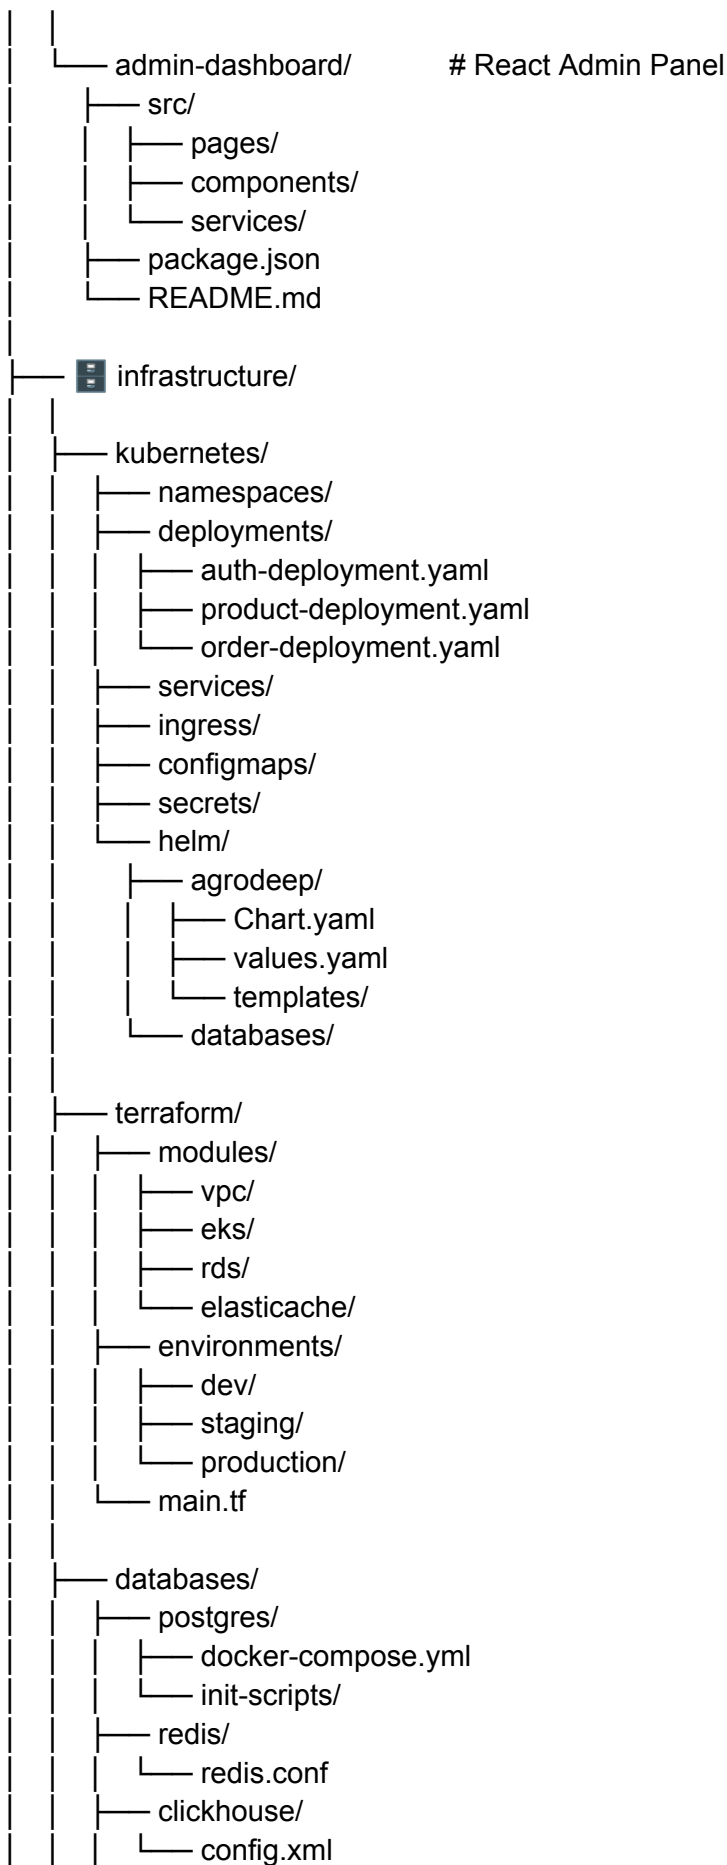 │   │
│   └── admin-dashboard/ # React Admin Panel
│       ├── src/
│       │   ├── pages/
│       │   ├── components/
│       │   └── services/
│       ├── package.json
│       └── README.md
│
├── 🗄️ infrastructure/
│   │
│   ├── kubernetes/
│   │   ├── namespaces/
│   │   ├── deployments/
│   │   │   ├── auth-deployment.yaml
│   │   │   ├── product-deployment.yaml
│   │   │   └── order-deployment.yaml
│   │   ├── services/
│   │   ├── ingress/
│   │   ├── configmaps/
│   │   ├── secrets/
│   │   └── helm/
│   │       ├── agrodeep/
│   │       │   ├── Chart.yaml
│   │       │   ├── values.yaml
│   │       │   └── templates/
│   │       └── databases/
│   │
│   ├── terraform/
│   │   ├── modules/
│   │   │   ├── vpc/
│   │   │   ├── eks/
│   │   │   ├── rds/
│   │   │   └── elasticache/
│   │   ├── environments/
│   │   │   ├── dev/
│   │   │   ├── staging/
│   │   │   └── production/
│   │   └── main.tf
│   │
│   ├── databases/
│   │   ├── postgres/
│   │   │   ├── docker-compose.yml
│   │   │   └── init-scripts/
│   │   ├── redis/
│   │   │   └── redis.conf
│   │   ├── clickhouse/
│   │   │   └── config.xml